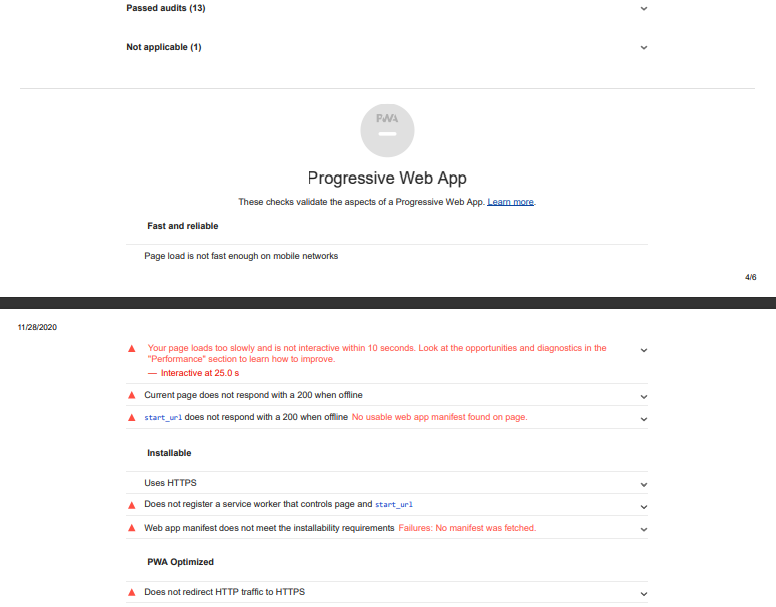 Passed audits (13)
Not applicable (1)
PWA
Progressive Web App
These checks validate the aspects of a Progressive Web App. Learn more.
Fast and reliable
Page load is not fast enough on mobile networks
4/6
11/28/2020
Your page loads too slowly and is not interactive within 10 seconds. Look at the opportunities and diagnostics in the
"Performance" section to learn how to improve.
— Interactive at 25.0 s
Current page does not respond with a 200 when offline
start_url does not respond with a 200 when offline No usable web app manifest found on page.
Installable
Uses HTTPS
Does not register a service worker that controls page and start_url
Web app manifest does not meet the installability requirements Failures: No manifest was fetched.
PWA Optimized
Does not redirect HTTP traffic to HTTPS